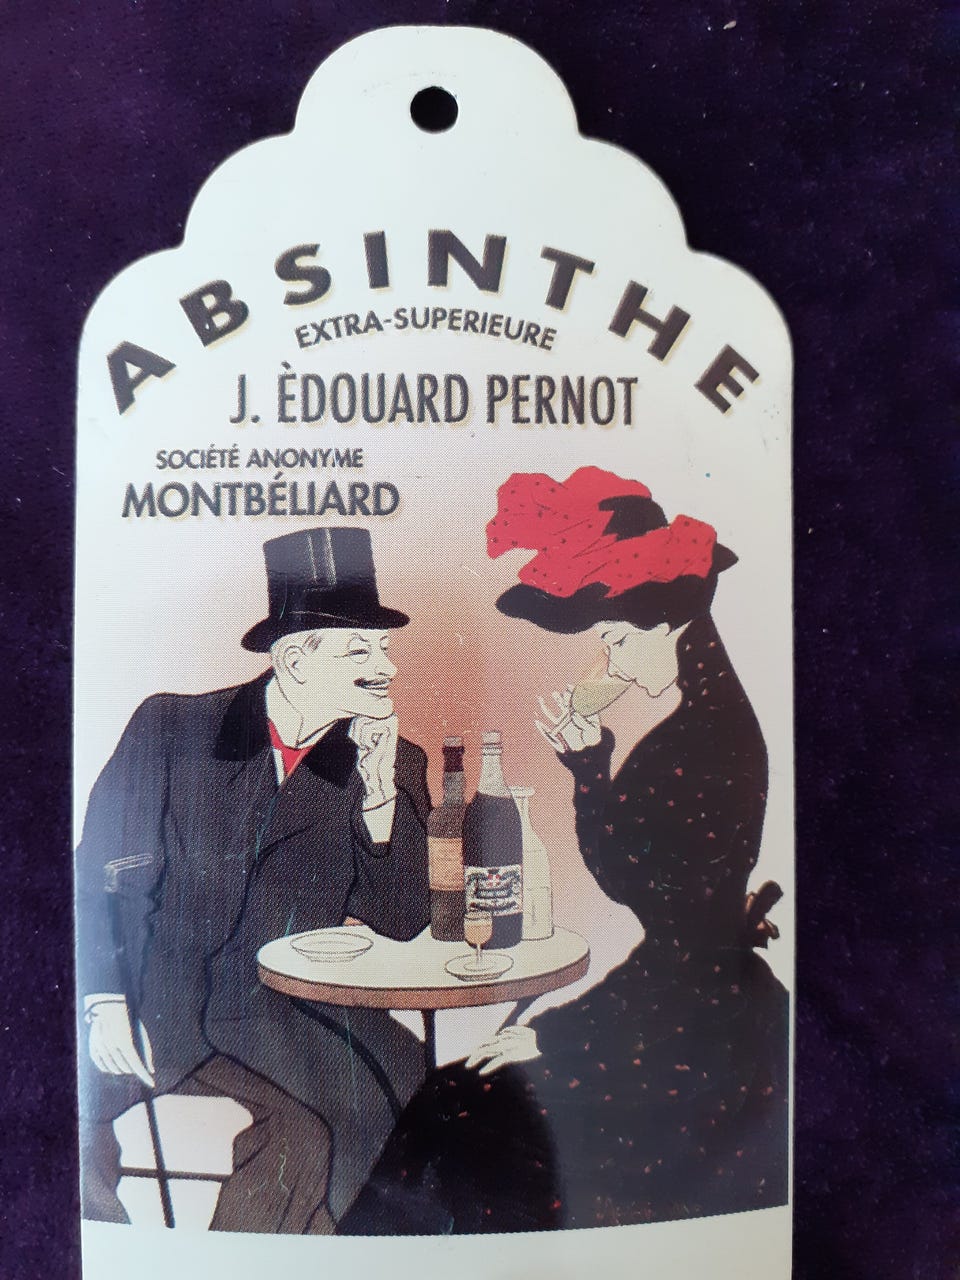 ABSINTHE
EXTRA-SUPERIEURE
J. ÈDOUARD PERNOT
SOCIÉTÉ ANONYME
MONTBÉLIARD